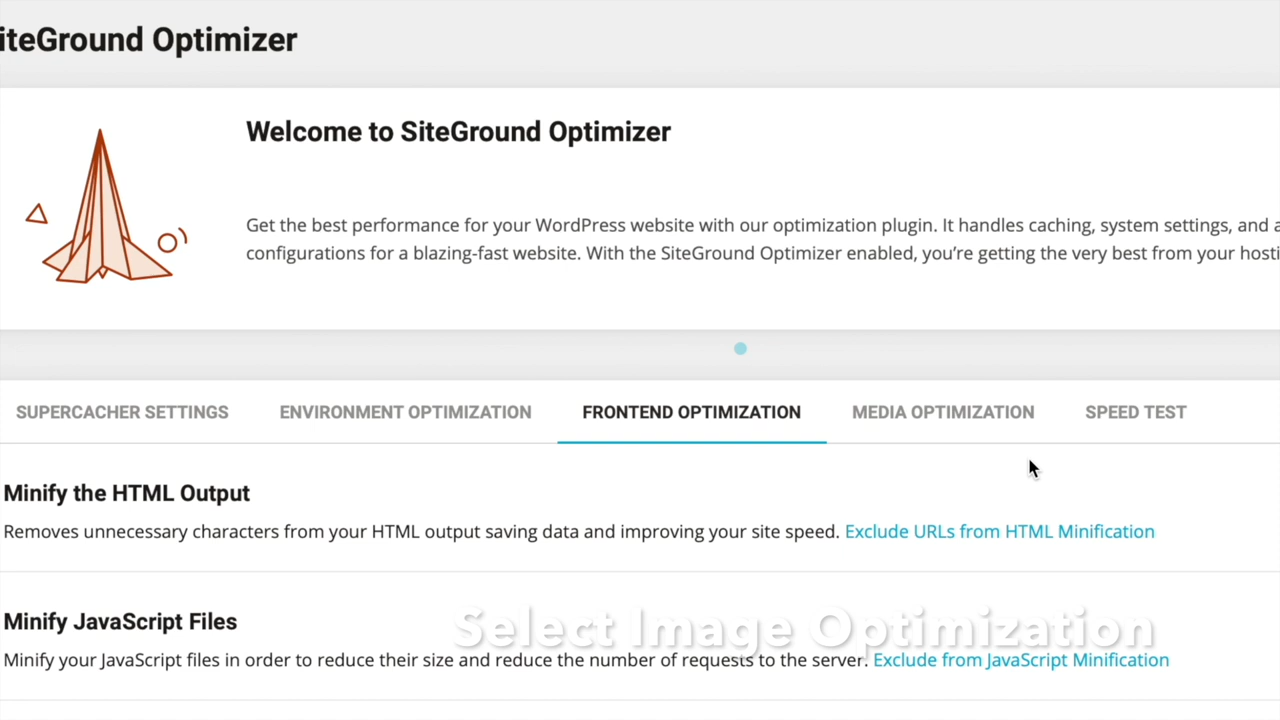 iteGround Optimizer
Welcome to SiteGround Optimizer
Get the best performance for your WordPress website with our optimization plugin. It handles caching, system settings, and a
configurations for a blazing-fast website. With the SiteGround Optimizer enabled, you’re getting the very best from your hosti
SUPERCACHER SETTINGS ENVIRONMENT OPTIMIZATION FRONTEND OPTIMIZATION MEDIA OPTIMIZATION SPEED TEST
Minify the HTML Output
Removes unnecessary characters from your HTML output saving data and improving your site speed. Exclude URLs from HTML Minification
Minify JavaScript Files
Select Image Optimization
Minify your JavaScript files in order to reduce their size and reduce the number of requests to the server. Exclude from JavaScript Minification